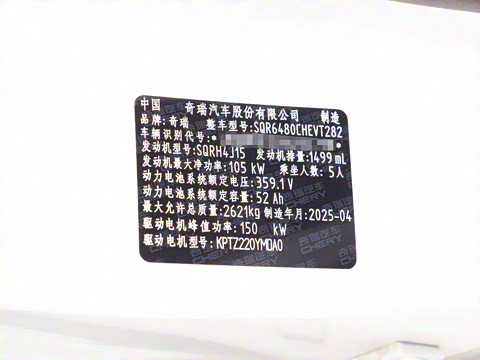 中国 奇瑞汽车股份有限公司 制造
品牌:奇瑞 整车型号:SQR6480CHEVT282
车辆识别代号:*
发动机型号:SQRH4J15 发动机排量:1499 mL
发动机最大净功率:105 kW 乘坐人数:5人
动力电池系统额定电压:359.1 V
动力电池系统额定容量:52 Ah
最大允许总质量:2621kg 制造年月:2025-04
驱动电机峰值功率:150 kW
驱动电机型号:KPTZ220YMDA0